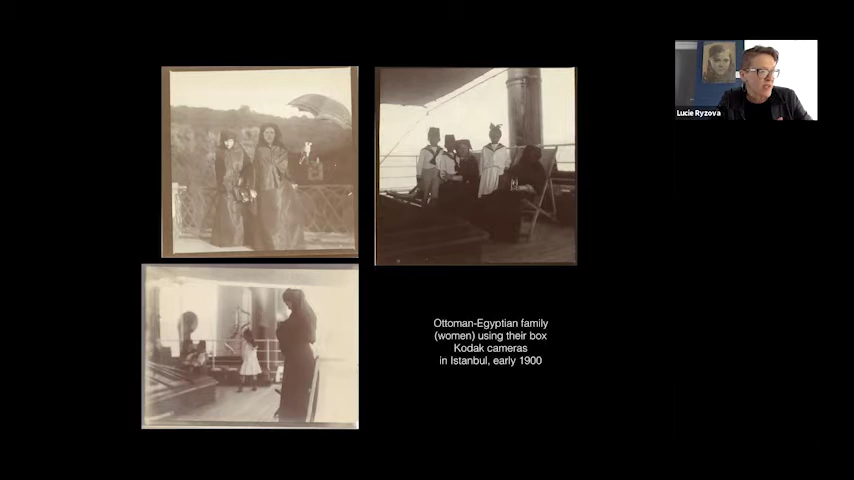 Lucie Ryzova
Ottoman-Egyptian family
(women) using their box
Kodak cameras
in Istanbul, early 1900